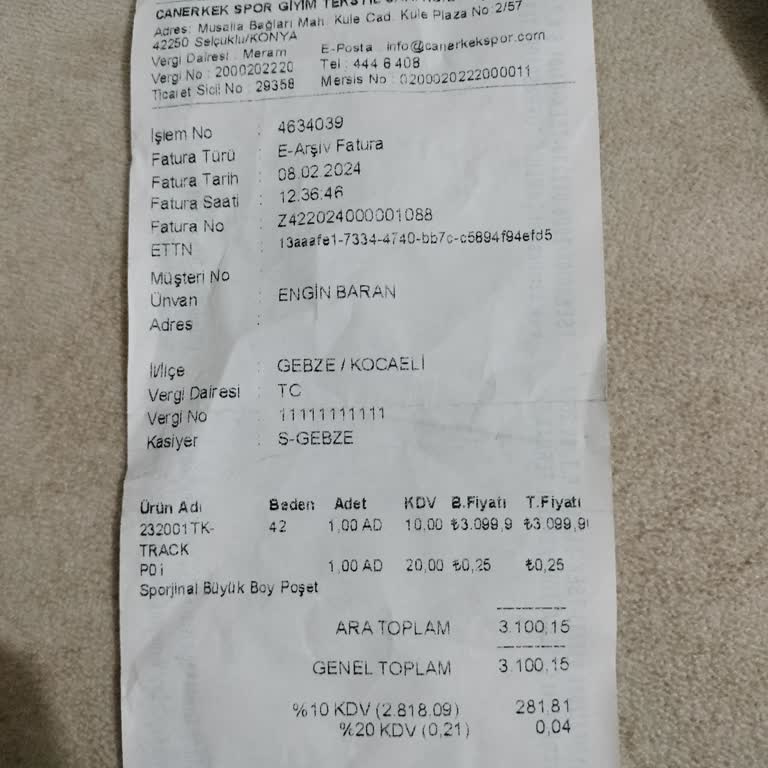 CANERKEK SPOR GİYİM
Adres: Musalla Bağları Mah. Kule Cad. Kule Plaza No:2/57
42250 Selçuklu/KONYA
Vergi Dairesi : Meram E-Posta : info@canerkekspor.com
Vergi No : 2000202220 Tel : 444 6 408
Ticaret Sicil No : 29358 Mersis No : 0200020222000011
İşlem No : 4634039
Fatura Türü : E-Arşiv Fatura
Fatura Tarih : 08.02.2024
Fatura Saati : 12:36:46
Fatura No : Z422024000001088
ETTN : 13aaafe1-7334-4740-bb7c-c5894f94efd5
Müşteri No
Ünvan : ENGİN BARAN
Adres :
İl/İlçe : GEBZE / KOCAELİ
Vergi Dairesi : TC
Vergi No : 11111111111
Kasiyer : S-GEBZE
Ürün Adı Beden Adet KDV B.Fiyatı T.Fiyatı
232001TK- 42 1,00 AD 10,00 ₺3.099,9 ₺3.099,9
TRACK
P0i 1,00 AD 20,00 ₺0,25 ₺0,25
Sporjinal Büyük Boy Poşet
ARA TOPLAM 3.100,15
GENEL TOPLAM 3.100,15
%10 KDV (2.818,09) 281,81
%20 KDV (0,21) 0,04